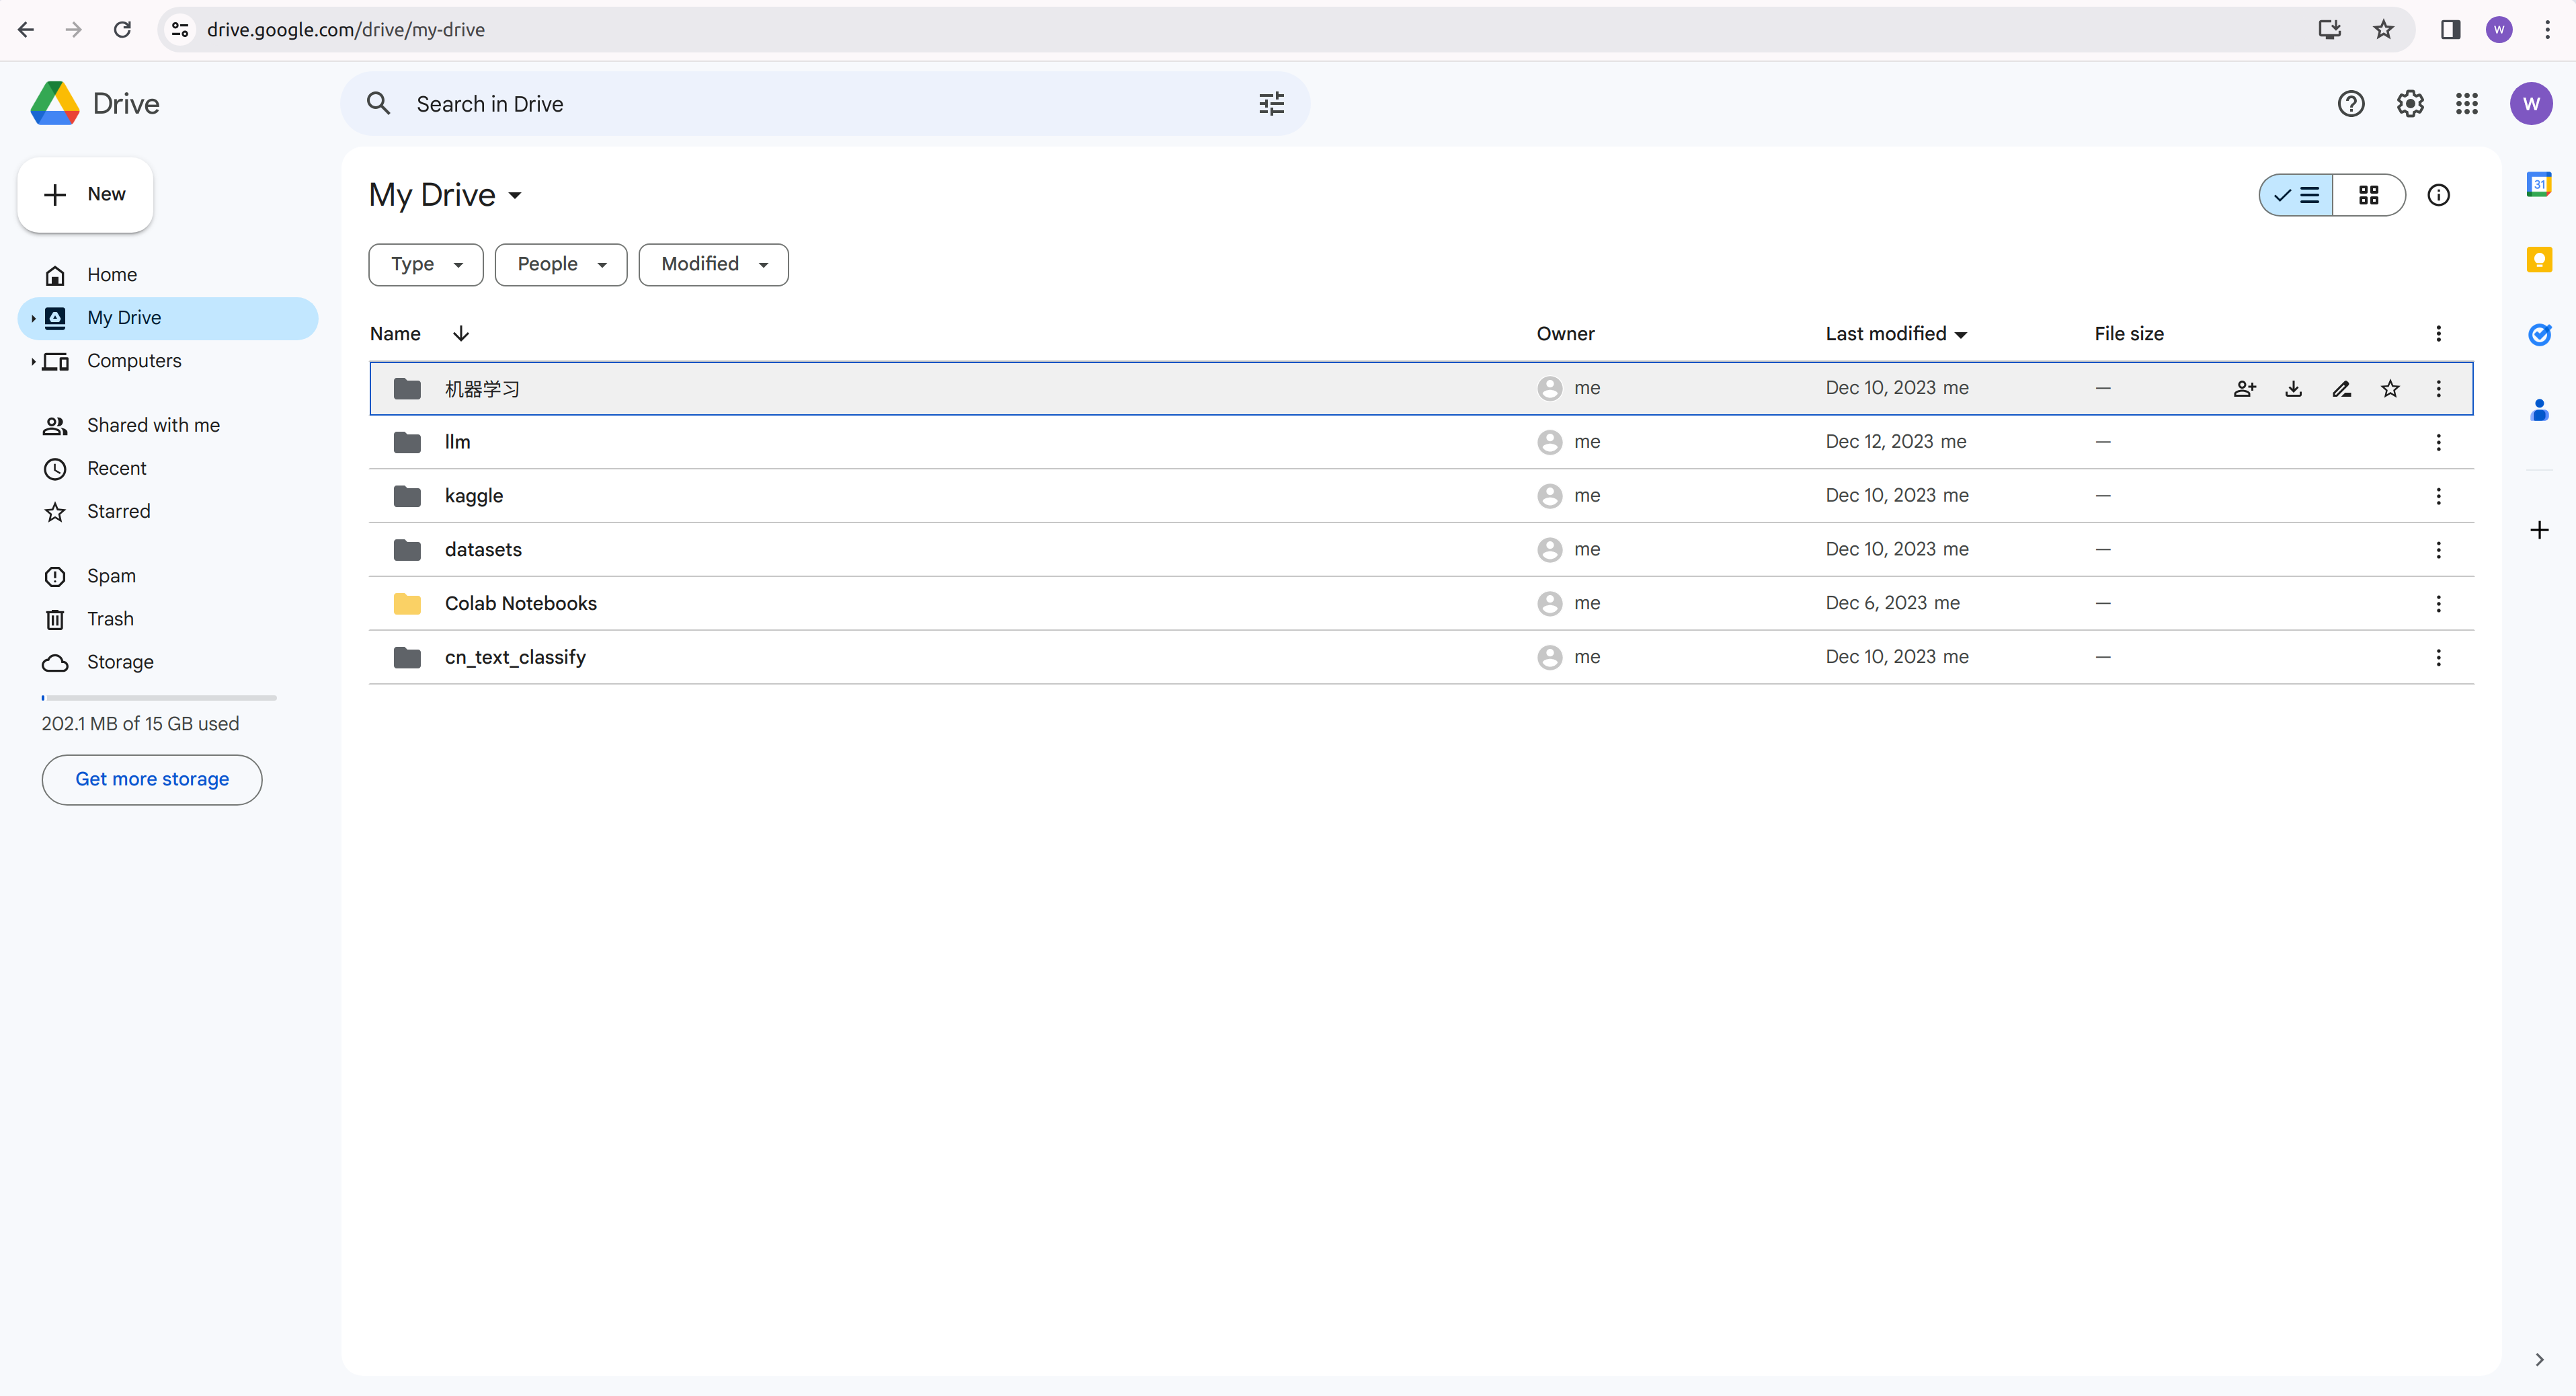 drive.google.com/drive/my-drive
W
Drive
Search in Drive
W
New
My Drive
31
Type
People
Modified
Home
My Drive
Computers
Shared with me
Recent
Starred
Spam
Trash
Storage
202.1 MB of 15 GB used
Get more storage
Name Owner Last modified File size
机器学习 me Dec 10, 2023 me —
llm me Dec 12, 2023 me —
kaggle me Dec 10, 2023 me —
datasets me Dec 10, 2023 me —
Colab Notebooks me Dec 6, 2023 me —
cn_text_classify me Dec 10, 2023 me —